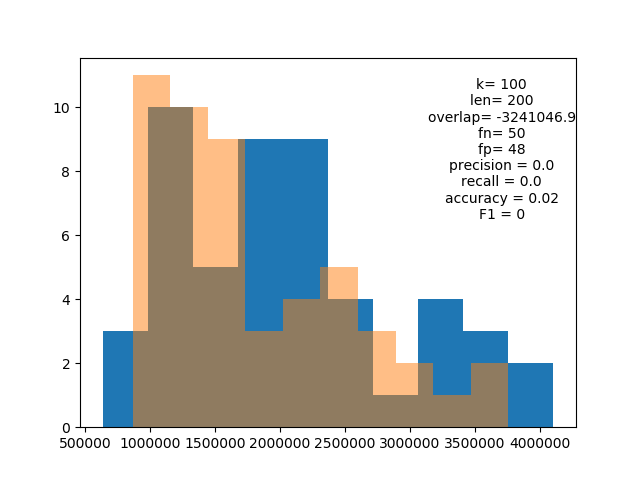 k= 100
len= 200
overlap= -3241046.9
fn= 50
fp= 48
precision = 0.0
recall = 0.0
accuracy = 0.02
F1 = 0
10
8
6
4
2
0
500000 1000000 1500000 2000000 2500000 3000000 3500000 4000000